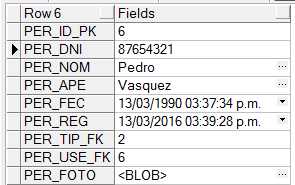 Row 6 Fields
PER_ID_PK 6
PER_DNI 87654321
PER_NOM Pedro ...
PER_APE Vasquez ...
PER_FEC 13/03/1990 03:37:34 p.m.
PER_REG 13/03/2016 03:39:28 p.m.
PER_TIP_FK 2
PER_USE_FK 6
PER_FOTO <BLOB> ...